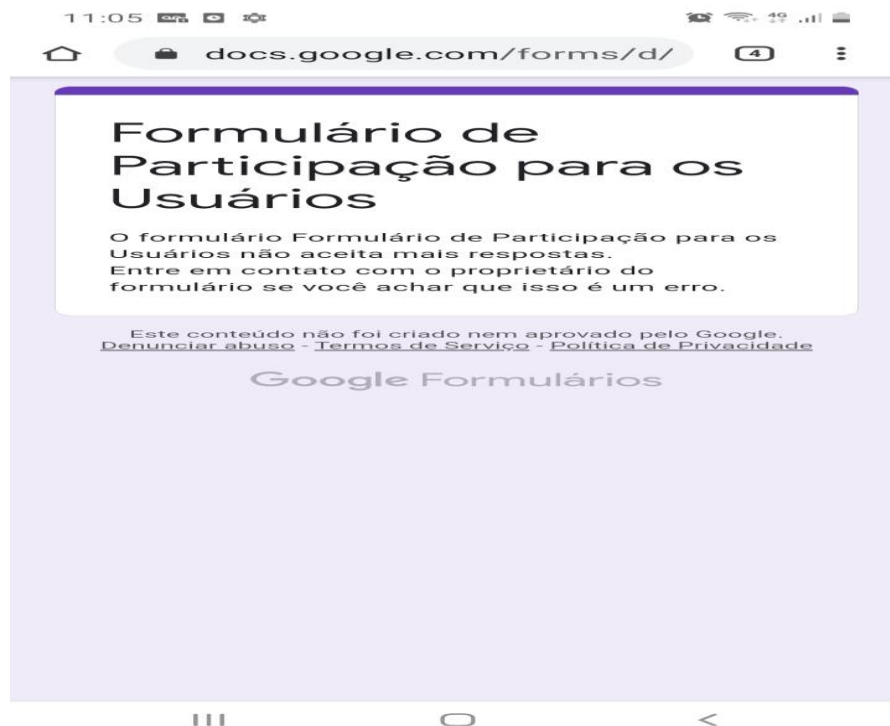 11:05
4G
docs.google.com/forms/d/
4
Formulário de
Participação para os
Usuários
O formulário Formulário de Participação para os
Usuários não aceita mais respostas.
Entre em contato com o proprietário do
formulário se você achar que isso é um erro.
Este conteúdo não foi criado nem aprovado pelo Google.
Denunciar abuso - Termos de Serviço - Política de Privacidade
Google Formulários